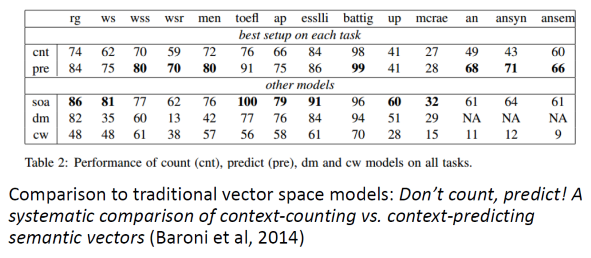 rg ws wss wsr men toefl ap esslli battig up mcrae an ansyn ansem
best setup on each task
cnt 74 62 70 59 72 76 66 84 98 41 27 49 43 60
pre 84 75 80 70 80 91 75 86 99 41 28 68 71 66
other models
soa 86 81 77 62 76 100 79 91 96 60 32 61 64 61
dm 82 35 60 13 42 77 76 84 94 51 29 NA NA NA
cw 48 48 61 38 57 56 58 61 70 28 15 11 12 9
Table 2: Performance of count (cnt), predict (pre), dm and cw models on all tasks.
Comparison to traditional vector space models: Don’t count, predict! A
systematic comparison of context-counting vs. context-predicting
semantic vectors (Baroni et al, 2014)